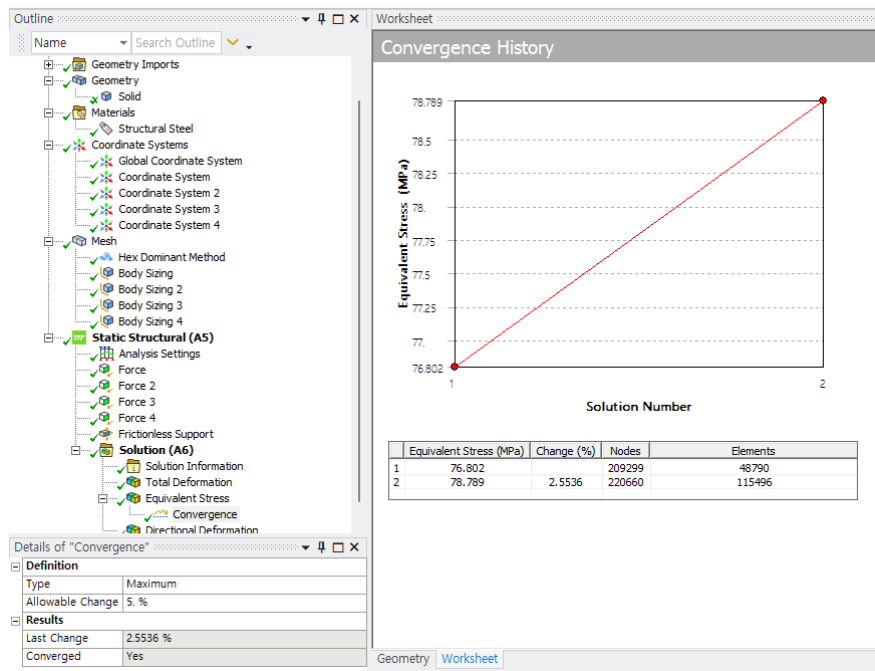 Outline
Name
Search Outline
Geometry Imports
Geometry
Solid
Materials
Structural Steel
Coordinate Systems
Global Coordinate System
Coordinate System
Coordinate System 2
Coordinate System 3
Coordinate System 4
Mesh
Hex Dominant Method
Body Sizing
Body Sizing 2
Body Sizing 3
Body Sizing 4
Static Structural (A5)
Analysis Settings
Force
Force 2
Force 3
Force 4
Frictionless Support
Solution (A6)
Solution Information
Total Deformation
Equivalent Stress
Convergence
Directional Deformation
Details of "Convergence"
Definition
Type Maximum
Allowable Change 5. %
Results
Last Change 2.5536 %
Converged Yes
Worksheet
Convergence History
Equivalent Stress (MPa)
78.789
78.5
78.25
78.
77.75
77.5
77.25
77.
76.802
1 2
Solution Number
Equivalent Stress (MPa) Change (%) Nodes Elements
1 76.802 209299 48790
2 78.789 2.5536 220660 115496
Geometry Worksheet